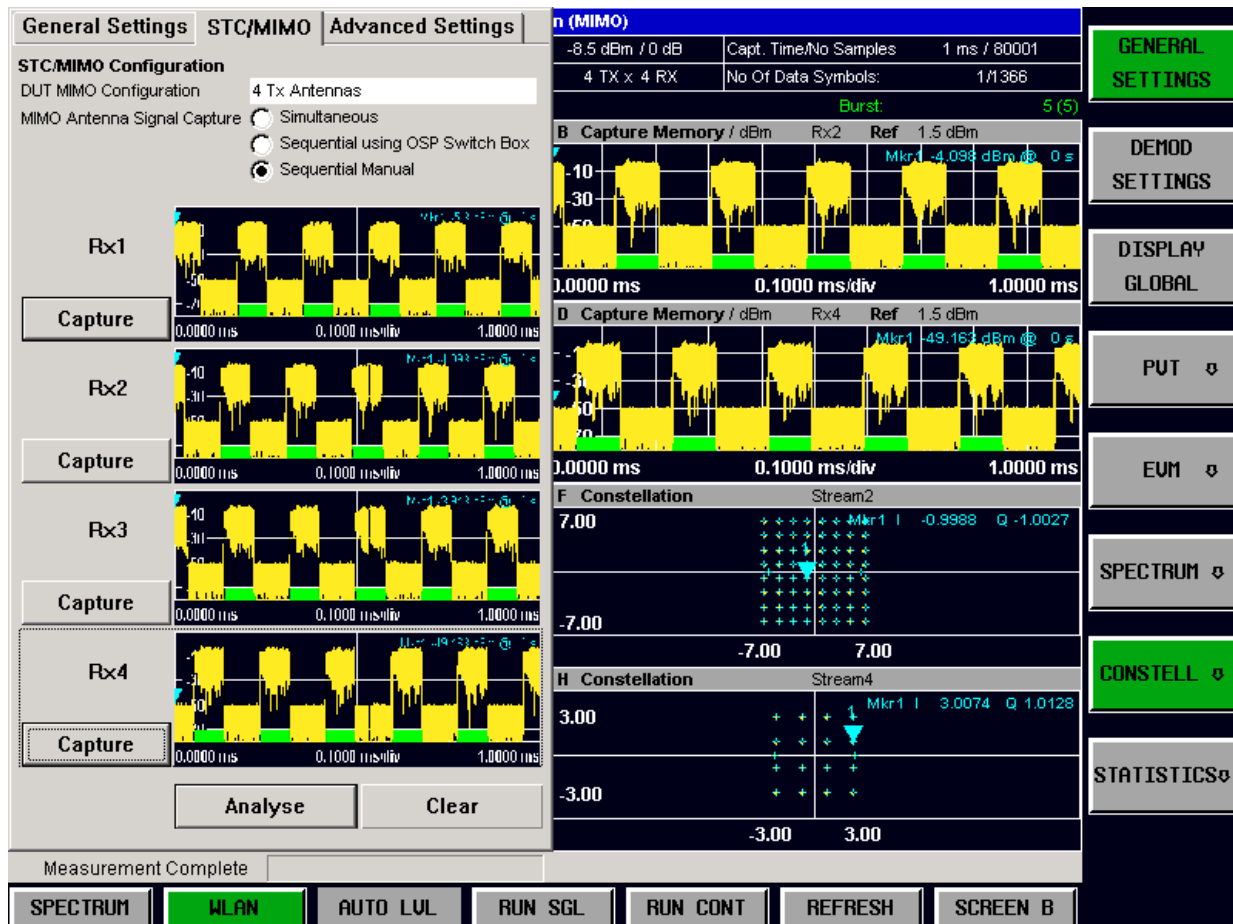 General Settings STC/MIMO Advanced Settings
STC/MIMO Configuration
DUT MIMO Configuration 4 Tx Antennas
MIMO Antenna Signal Capture Simultaneous
Sequential using OSP Switch Box
Sequential Manual
Rx1
Capture
0.0000 ms 0.1000 ms/div 1.0000 ms
Rx2
-10
Capture
0.0000 ms 0.1000 ms/div 1.0000 ms
Rx3
-10
Capture
0.0000 ms 0.1000 ms/div 1.0000 ms
Rx4
Capture
0.0000 ms 0.1000 ms/div 1.0000 ms
Analyse Clear
Measurement Complete
n (MIMO)
-8.5 dBm / 0 dB Capt. Time/No Samples 1 ms / 80001
4 TX x 4 RX No Of Data Symbols: 1/1366
Burst: 5 (5)
B Capture Memory / dBm Rx2 Ref 1.5 dBm
Mkr1 -4.098 dBm @ 0 s
-10
-30
0.0000 ms 0.1000 ms/div 1.0000 ms
D Capture Memory / dBm Rx4 Ref 1.5 dBm
Mkr1 -49.163 dBm @ 0 s
0.0000 ms 0.1000 ms/div 1.0000 ms
F Constellation Stream2
7.00 Mkr1 I -0.9988 Q -1.0027
1
-7.00
-7.00 7.00
H Constellation Stream4
Mkr1 I 3.0074 Q 1.0128
3.00 1
-3.00
-3.00 3.00
GENERAL
SETTINGS
DEMOD
SETTINGS
DISPLAY
GLOBAL
PVT
EVM
SPECTRUM
CONSTELL
STATISTICS
SPECTRUM WLAN AUTO LVL RUN SGL RUN CONT REFRESH SCREEN B